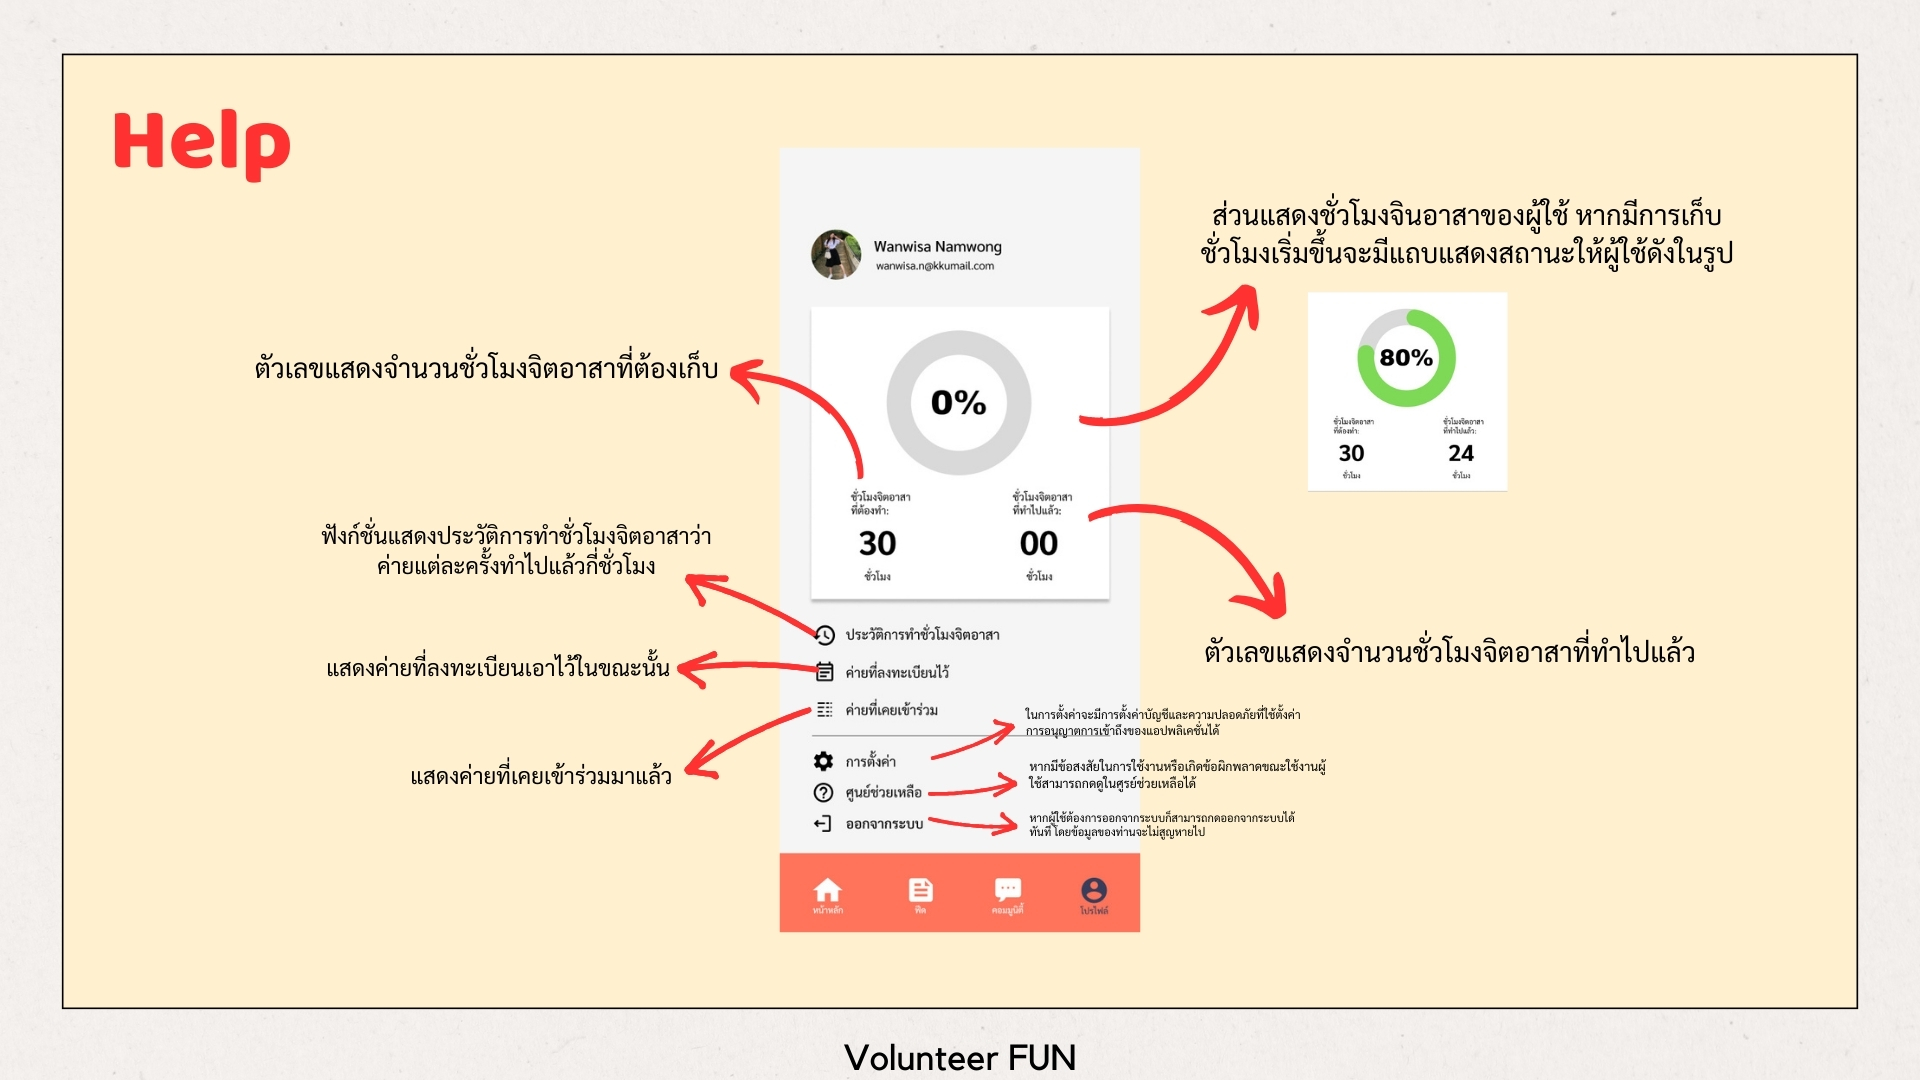 Help
Wanwisa Namwong
wanwisa.n@kkumail.com
0%
ชั่วโมงจิตอาสา
ที่ต้องทำ:
30
ชั่วโมง
ชั่วโมงจิตอาสา
ที่ทำไปแล้ว:
00
ชั่วโมง
ประวัติการทำชั่วโมงจิตอาสา
ค่ายที่ลงทะเบียนไว้
ค่ายที่เคยเข้าร่วม
การตั้งค่า
ศูนย์ช่วยเหลือ
ออกจากระบบ
หน้าหลัก
ฟีด
คอมมูนิตี้
โปรไฟล์
ตัวเลขแสดงจำนวนชั่วโมงจิตอาสาที่ต้องเก็บ
ฟังก์ชั่นแสดงประวัติการทำชั่วโมงจิตอาสาว่า
ค่ายแต่ละครั้งทำไปแล้วกี่ชั่วโมง
แสดงค่ายที่ลงทะเบียนเอาไว้ในขณะนั้น
แสดงค่ายที่เคยเข้าร่วมมาแล้ว
ส่วนแสดงชั่วโมงจินอาสาของผู้ใช้ หากมีการเก็บ
ชั่วโมงเริ่มขึ้นจะมีแถบแสดงสถานะให้ผู้ใช้ดังในรูป
80%
ชั่วโมงจิตอาสา
ที่ต้องทำ:
30
ชั่วโมง
ชั่วโมงจิตอาสา
ที่ทำไปแล้ว:
24
ชั่วโมง
ตัวเลขแสดงจำนวนชั่วโมงจิตอาสาที่ทำไปแล้ว
ในการตั้งค่าจะมีการตั้งค่าบัญชีและความปลอดภัยที่ใช้ตั้งค่า
การอนุญาตการเข้าถึงของแอปพลิเคชั่นได้
หากมีข้อสงสัยในการใช้งานหรือเกิดข้อผิกพลาดขณะใช้งานผู้
ใช้สามารถกดดูในศูรย์ช่วยเหลือได้
หากผู้ใช้ต้องการออกจากระบบก็สามารถกดออกจากระบบได้
ทันที โดยข้อมูลของท่านจะไม่สูญหายไป
Volunteer FUN